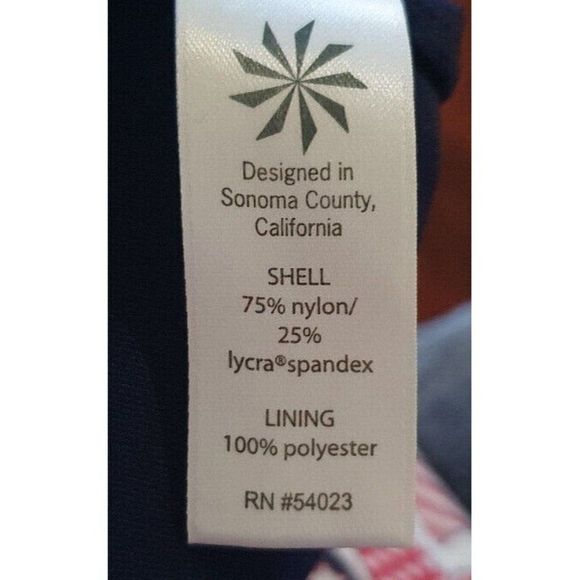 Designed in
Sonoma County,
California
SHELL
75% nylon/
25%
lycra®spandex
LINING
100% polyester
RN #54023